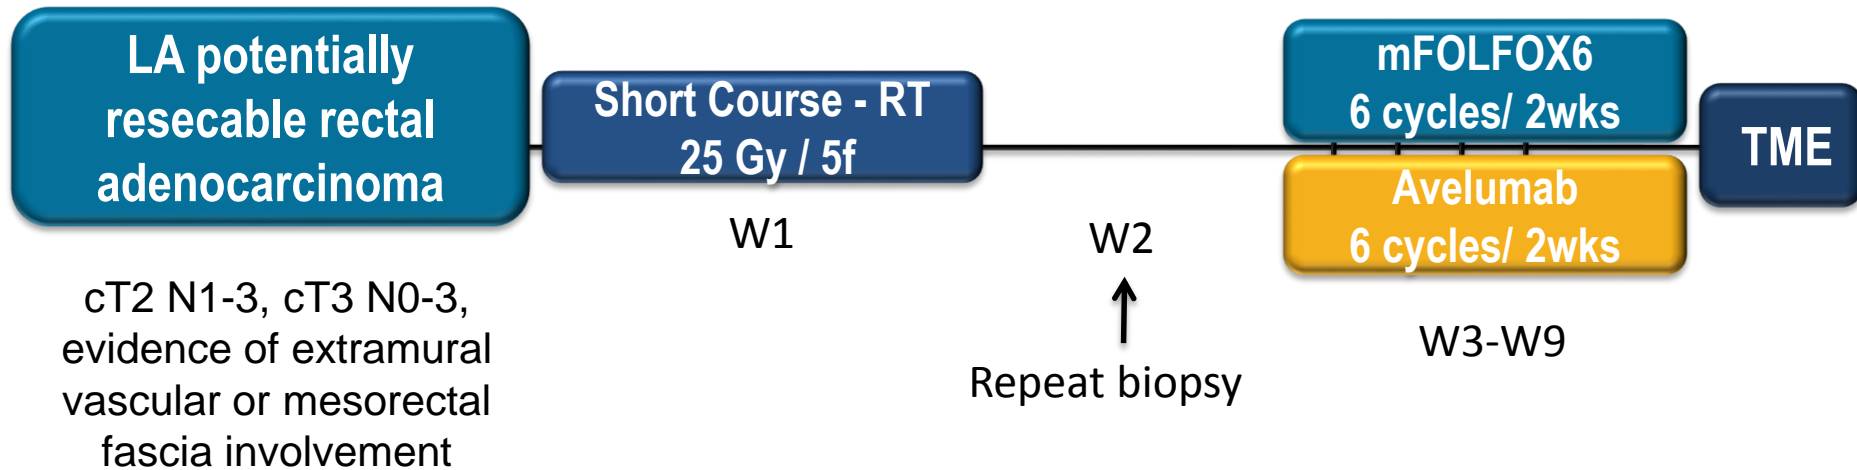 LA potentially
resecable rectal
adenocarcinoma
cT2 N1-3, cT3 N0-3,
evidence of extramural
vascular or mesorectal
fascia involvement
Short Course - RT
25 Gy / 5f
W1
W2
Repeat biopsy
mFOLFOX6
6 cycles/ 2wks
Avelumab
6 cycles/ 2wks
W3-W9
TME